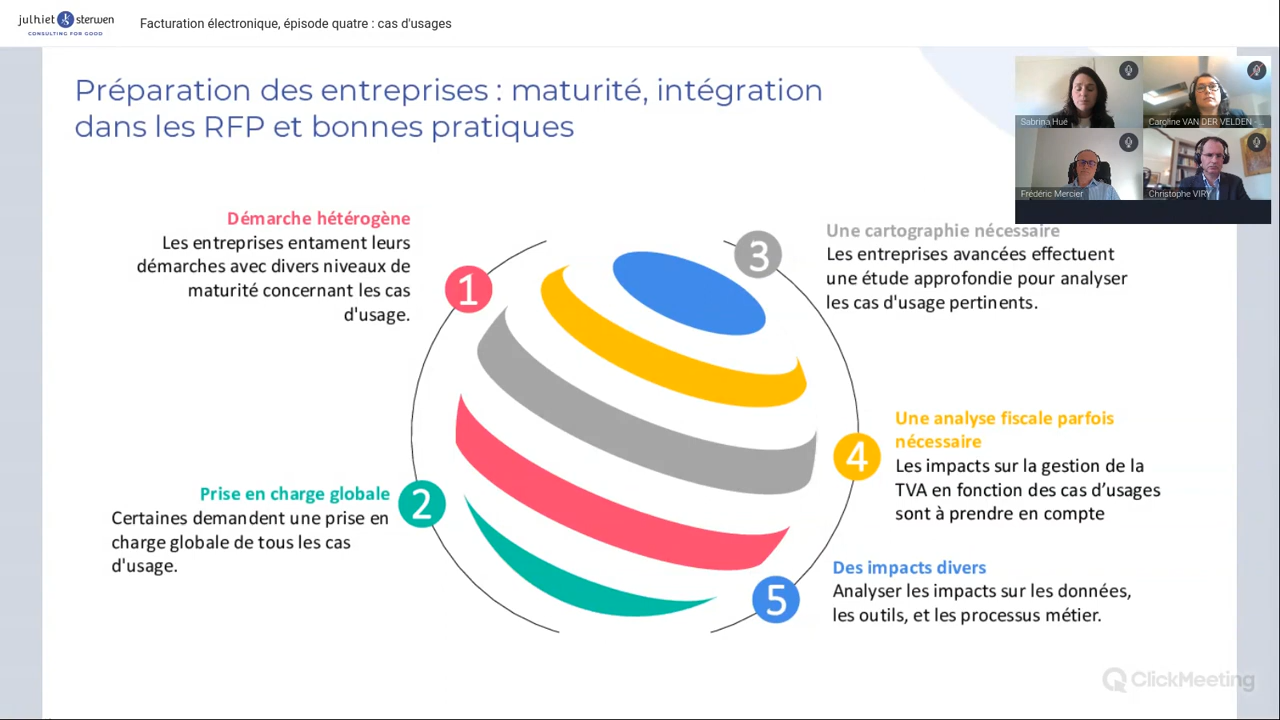 julhiet sterwen
CONSULTING FOR GOOD
Facturation électronique, épisode quatre : cas d'usages
Préparation des entreprises : maturité, intégration
dans les RFP et bonnes pratiques
Sabrina Hué
Caroline VAN DER VELDEN -...
Frédéric Mercier
Christophe VIRY
Démarche hétérogène
Les entreprises entament leurs
démarches avec divers niveaux de
maturité concernant les cas
d'usage.
1
Prise en charge globale
Certaines demandent une prise en
charge globale de tous les cas
d'usage.
2
3
Une cartographie nécessaire
Les entreprises avancées effectuent
une étude approfondie pour analyser
les cas d'usage pertinents.
4
Une analyse fiscale parfois
nécessaire
Les impacts sur la gestion de la
TVA en fonction des cas d’usages
sont à prendre en compte
5
Des impacts divers
Analyser les impacts sur les données,
les outils, et les processus métier.
ClickMeeting